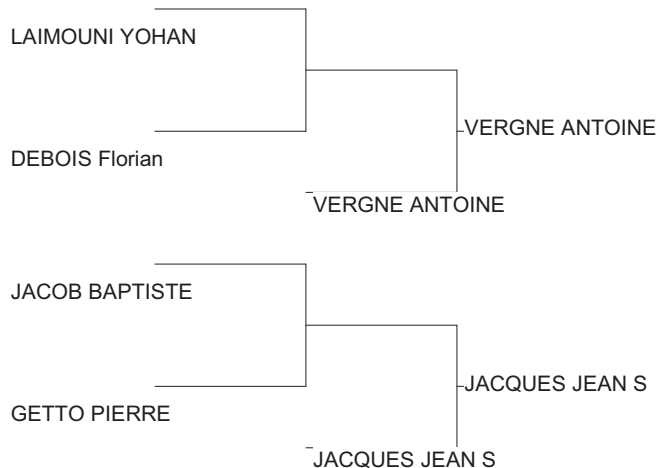 LAIMOUNI YOHAN
VERGNE ANTOINE
DEBOIS Florian
VERGNE ANTOINE
JACOB BAPTISTE
JACQUES JEAN S
GETTO PIERRE
JACQUES JEAN S